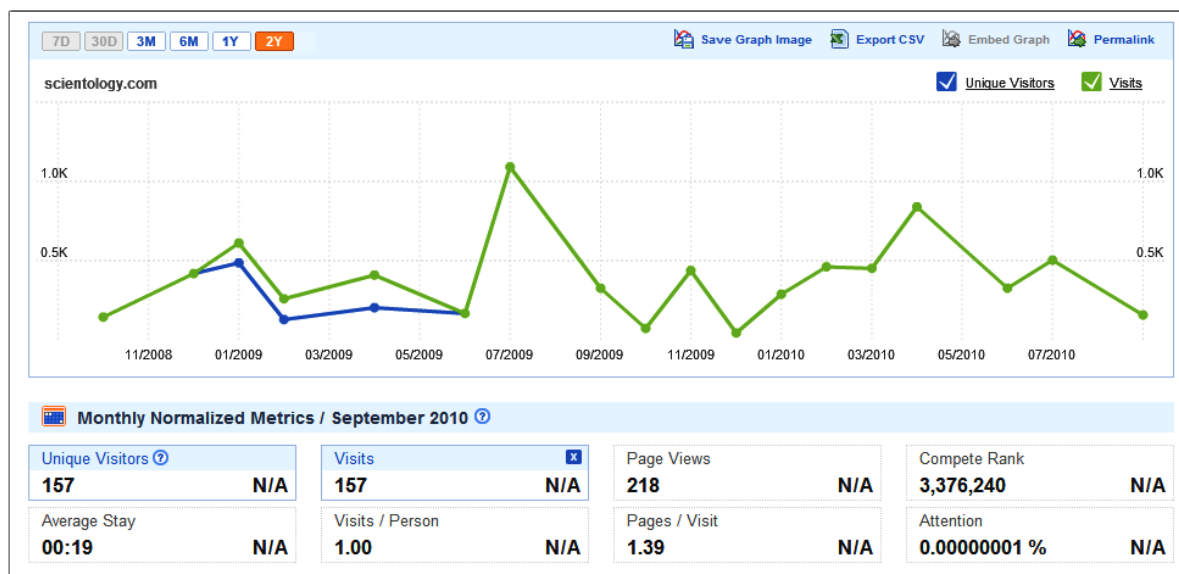 7D 30D 3M 6M 1Y 2Y Save Graph Image Export CSV Embed Graph Permalink
scientology.com Unique Visitors Visits
1.0K 1.0K
0.5K 0.5K
11/2008 01/2009 03/2009 05/2009 07/2009 09/2009 11/2009 01/2010 03/2010 05/2010 07/2010
Monthly Normalized Metrics / September 2010 ?
Unique Visitors ? Visits x Page Views Compete Rank
157 N/A 157 N/A 218 N/A 3,376,240 N/A
Average Stay Visits / Person Pages / Visit Attention
00:19 N/A 1.00 N/A 1.39 N/A 0.00000001 % N/A